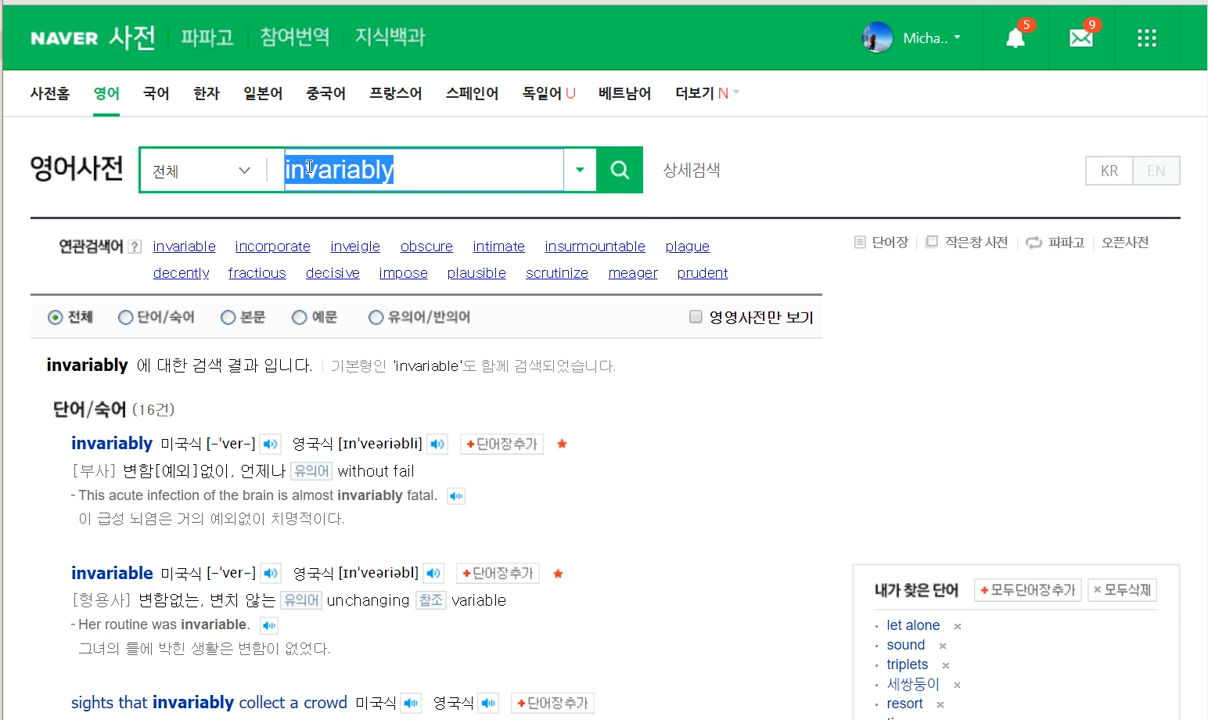 NAVER 사전 파파고 참여번역 지식백과 Micha.. 5 9
사전홈 영어 국어 한자 일본어 중국어 프랑스어 스페인어 독일어 U 베트남어 더보기 N
영어사전 전체 invariably 상세검색 KR EN
연관검색어 ? invariable incorporate inveigle obscure intimate insurmountable plague 단어장 작은창 사전 파파고 오픈사전
decently fractious decisive impose plausible scrutinize meager prudent
전체 단어/숙어 본문 예문 유의어/반의어 영영사전만 보기
invariably 에 대한 검색 결과 입니다. 기본형인 'invariable'도 함께 검색되었습니다.
단어/숙어 (16건)
invariably 미국식 [-ˈver-] 영국식 [ɪnˈveəriəbli] +단어장추가
[부사] 변함[예외]없이, 언제나 유의어 without fail
- This acute infection of the brain is almost invariably fatal.
이 급성 뇌염은 거의 예외없이 치명적이다.
invariable 미국식 [-ˈver-] 영국식 [ɪnˈveəriəbl] +단어장추가
[형용사] 변함없는, 변치 않는 유의어 unchanging 참조 variable
- Her routine was invariable.
그녀의 틀에 박힌 생활은 변함이 없었다.
sights that invariably collect a crowd 미국식 영국식 +단어장추가
내가 찾은 단어 +모두단어장추가 ×모두삭제
· let alone ×
· sound ×
· triplets ×
· 세쌍둥이 ×
· resort ×